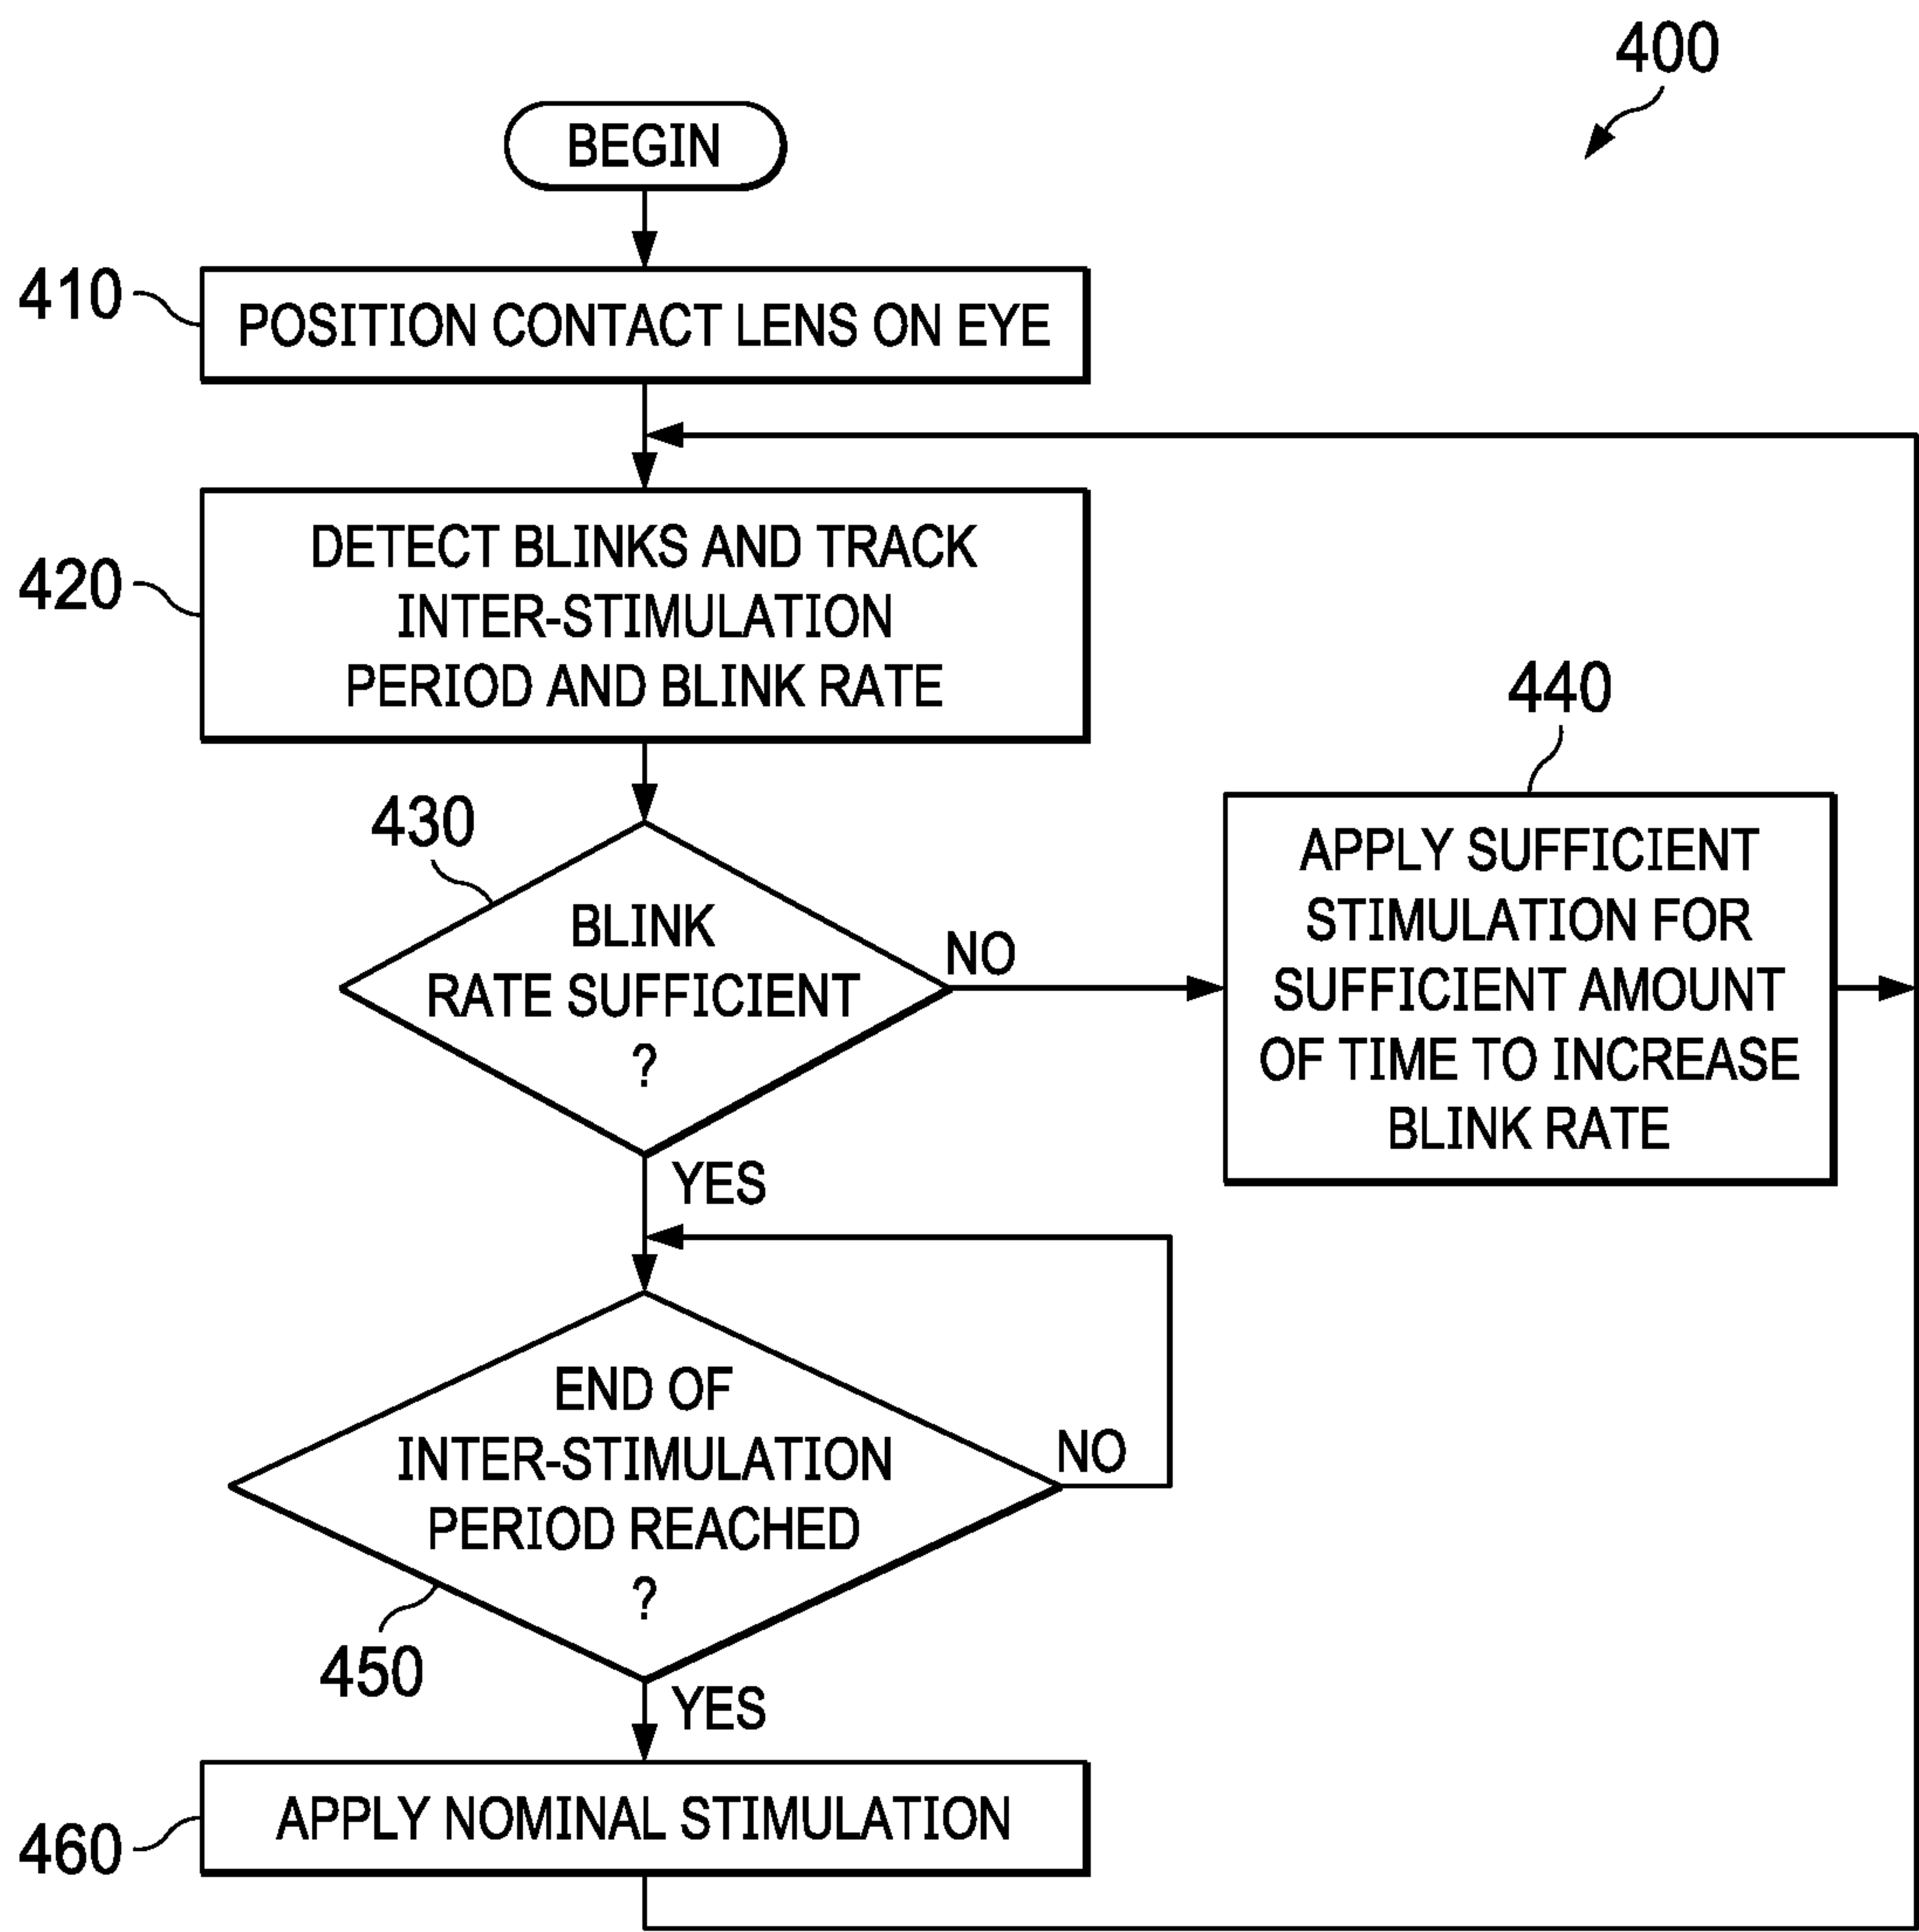 400
BEGIN
410
POSITION CONTACT LENS ON EYE
420
DETECT BLINKS AND TRACK
INTER-STIMULATION
PERIOD AND BLINK RATE
430
BLINK
RATE SUFFICIENT
?
NO
YES
440
APPLY SUFFICIENT
STIMULATION FOR
SUFFICIENT AMOUNT
OF TIME TO INCREASE
BLINK RATE
END OF
INTER-STIMULATION
PERIOD REACHED
?
NO
450
YES
460
APPLY NOMINAL STIMULATION